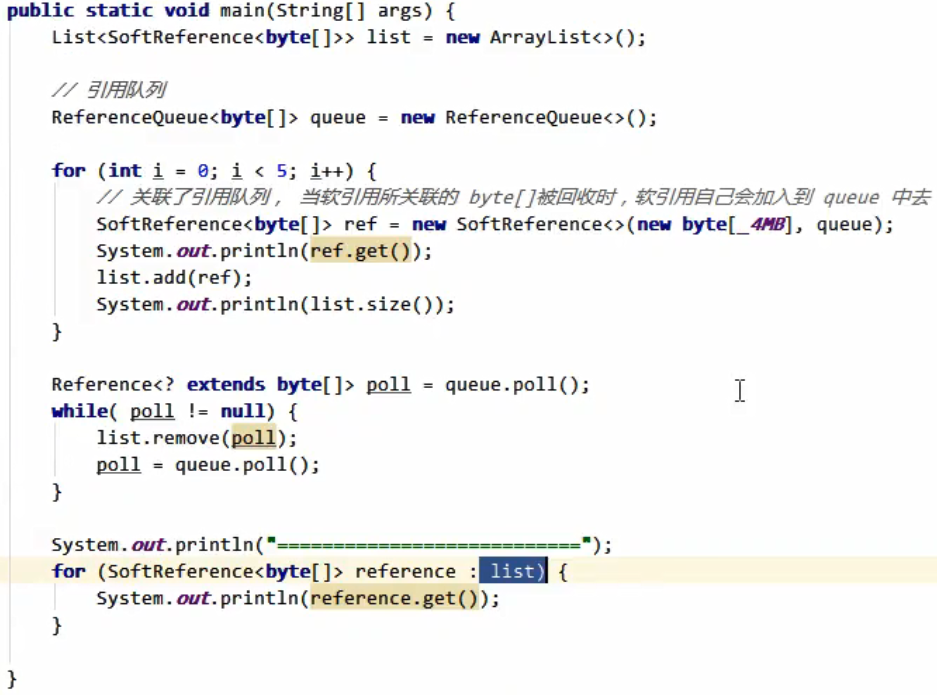 public static void main(String[] args) {
List<SoftReference<byte[]>> list = new ArrayList<>();
// 引用队列
ReferenceQueue<byte[]> queue = new ReferenceQueue<>();
for (int i = 0; i < 5; i++) {
// 关联了引用队列， 当软引用所关联的 byte[]被回收时，软引用自己会加入到 queue 中去
SoftReference<byte[]> ref = new SoftReference<>(new byte[_4MB], queue);
System.out.println(ref.get());
list.add(ref);
System.out.println(list.size());
}
Reference<? extends byte[]> poll = queue.poll();
while( poll != null) {
list.remove(poll);
poll = queue.poll();
}
System.out.println("===========================");
for (SoftReference<byte[]> reference : list) {
System.out.println(reference.get());
}
}